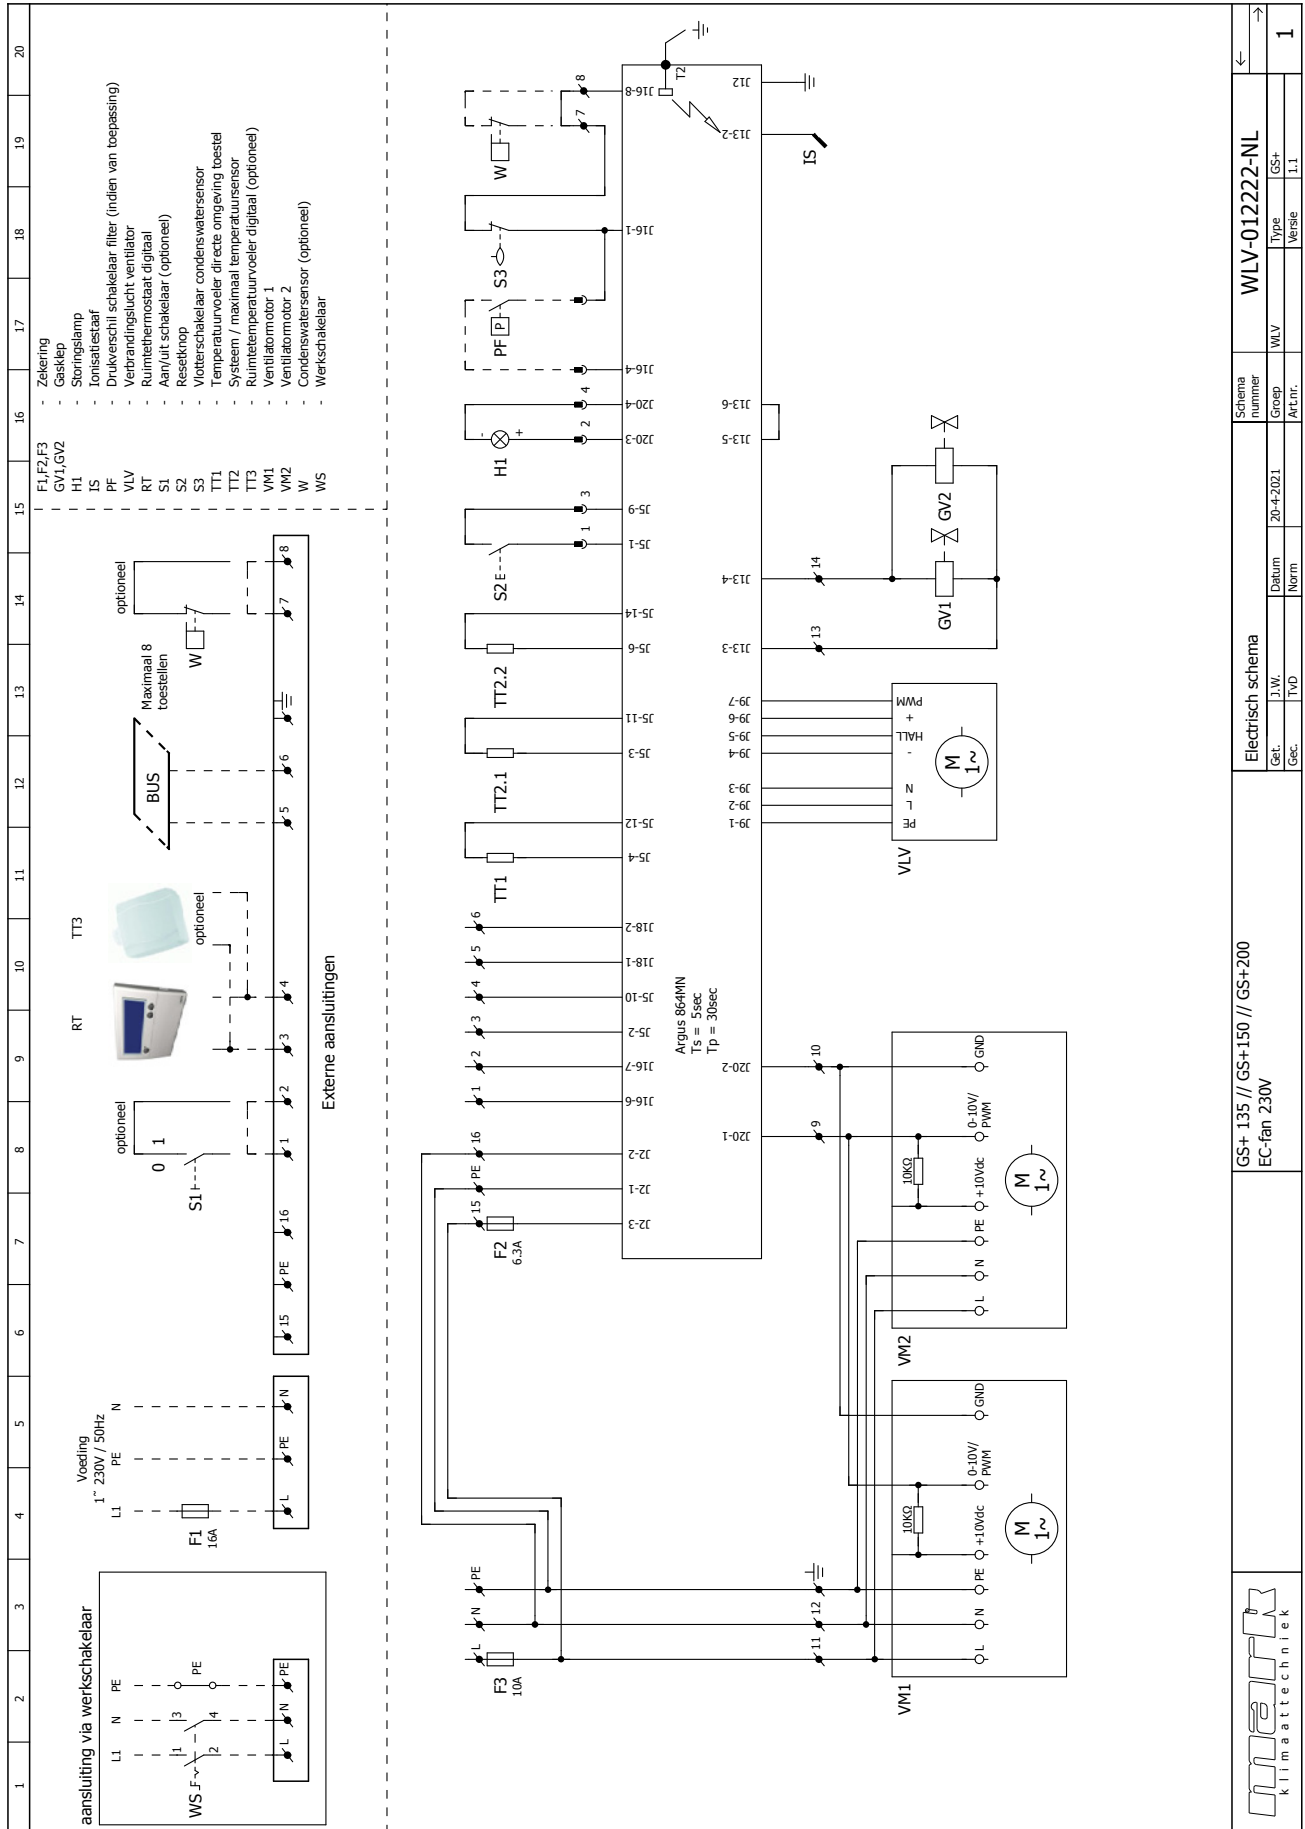 1 2 3 4 5 6 7 8 9 10 11 12 13 14 15 16 17 18 19 20
aansluiting via werkschakelaar
L1 N PE
WS
1 3 PE
2 4
L N PE
Voeding
1~ 230V / 50Hz
L1 PE N
F1
16A
L PE N
optioneel
0 1
S1
RT
TT3
optioneel
BUS
Maximaal 8
toestellen
optioneel
W
15 PE 16 1 2 3 4 5 6 7 8
Externe aansluitingen
F1,F2,F3 - Zekering
GV1,GV2 - Gasklep
H1 - Storingslamp
IS - Ionisatiestaaf
PF - Drukverschil schakelaar filter (indien van toepassing)
VLV - Verbrandingslucht ventilator
RT - Ruimtethermostaat digitaal
S1 - Aan/uit schakelaar (optioneel)
S2 - Resetknop
S3 - Vlotterschakelaar condenswatersensor
TT1 - Temperatuurvoeler directe omgeving toestel
TT2 - Systeem / maximaal temperatuursensor
TT3 - Ruimtetemperatuurvoeler digitaal (optioneel)
VM1 - Ventilatormotor 1
VM2 - Ventilatormotor 2
W - Condenswatersensor (optioneel)
WS - Werkschakelaar
L N PE
F3
10A
15 PE 16 1 2 3 4 5 6
F2
6.3A
TT1
TT2.1
TT2.2
S2
1 3
H1
- +
2 4
PF
P
S3
W
7 8
J2-3 J2-1 J2-2 J16-6 J16-7 J5-2 J5-10 J18-1 J18-2 J5-4 J5-12 J5-3 J5-11 J5-6 J5-14 J5-1 J5-9 J20-3 J20-4 J16-4 J16-1 J16-8
T2
Argus 864MN
Ts = 5sec
Tp = 30sec
J20-1 J20-2 J9-1 J9-2 J9-3 J9-4 J9-5 J9-6 J9-7 J13-3 J13-4 J13-5 J13-6 J13-2 J12
11 12
9 10
13 14
IS
VM1
L N PE +10Vdc 0-10V/
PWM GND
10KΩ
M
1~
VM2
L N PE +10Vdc 0-10V/
PWM GND
10KΩ
M
1~
VLV
PE L N - HALL + PWM
M
1~
GV1
GV2
mark
klimaattechniek
GS+ 135 // GS+150 // GS+200
EC-fan 230V
Electrisch schema
Get. J.W. Datum 20-4-2021
Gec. TvD Norm
Schema
nummer
WLV-012222-NL
Groep WLV Type GS+
Art.nr. Versie 1.1
1